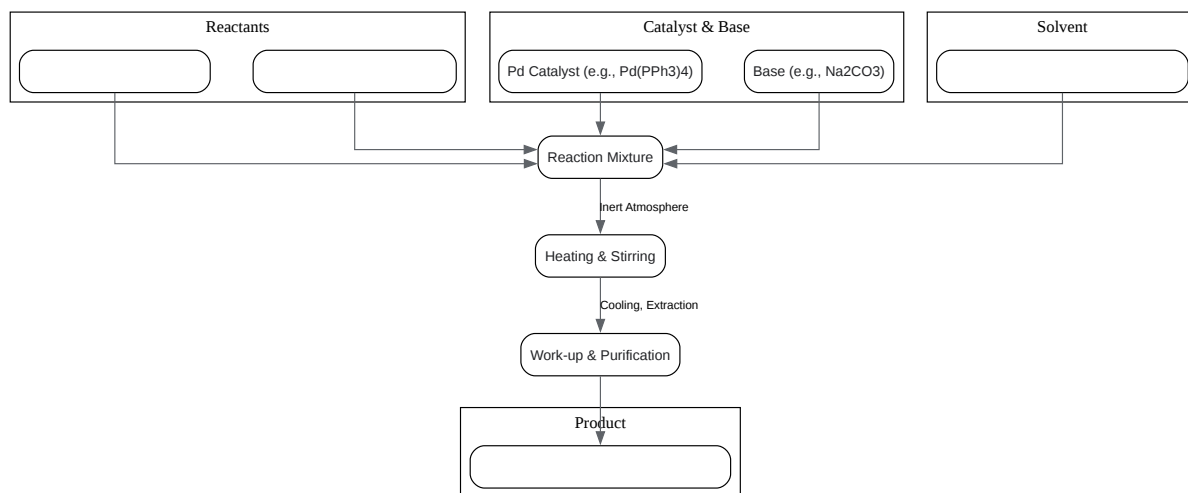 Reactants
Catalyst & Base
Solvent
Pd Catalyst (e.g., Pd(PPh3)4)
Base (e.g., Na2CO3)
Reaction Mixture
Inert Atmosphere
Heating & Stirring
Cooling, Extraction
Work-up & Purification
Product